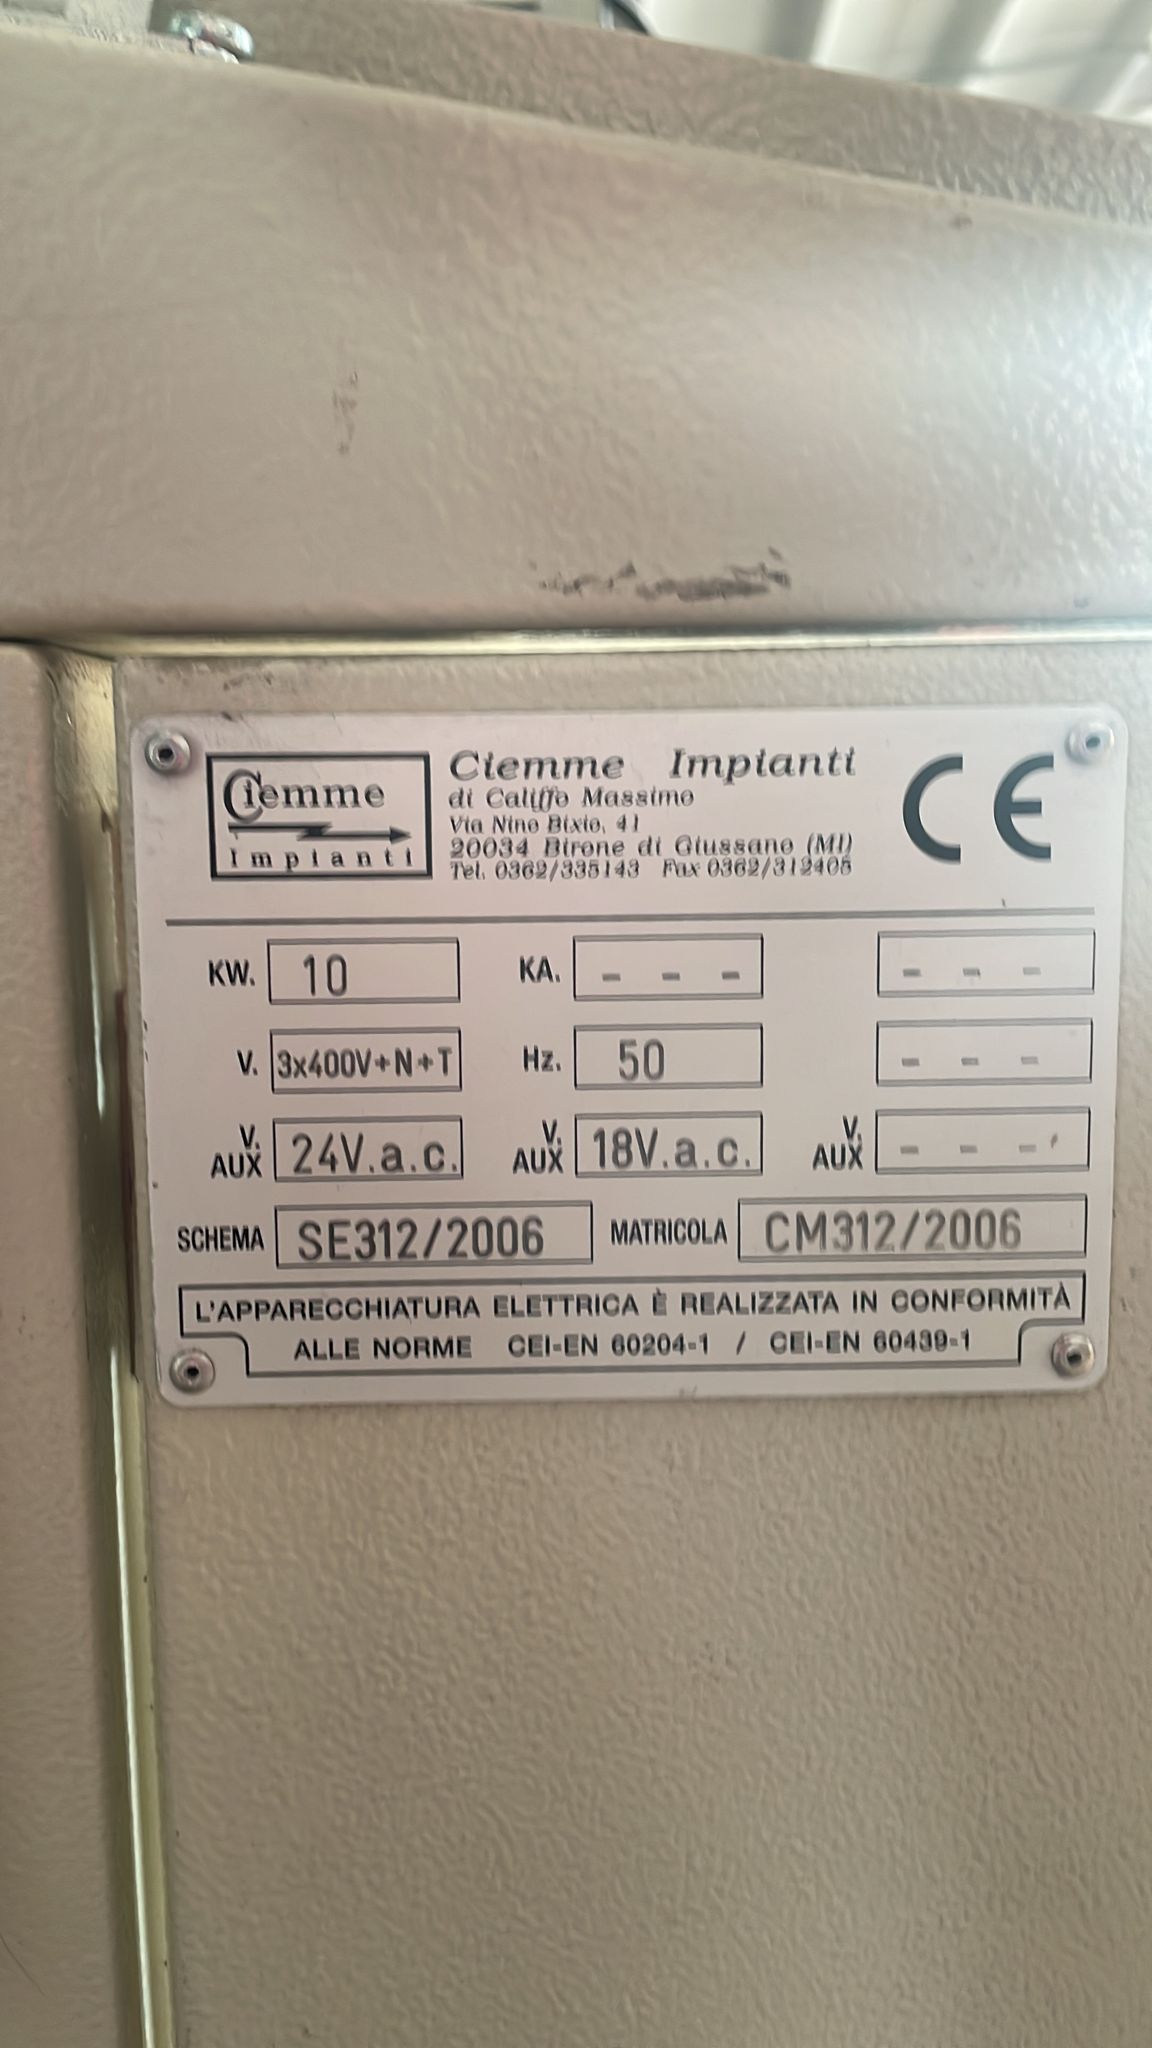 Ciemme
Impianti
Ciemme Impianti
di Califfo Massimo
Via Nino Bixio, 41
20034 Birone di Giussano (MI)
Tel. 0362/335143 Fax 0362/312405
CE
KW. 10 KA. - - - - - -
V. 3x400V+N+T Hz. 50 - - -
V. AUX 24V.a.c. V. AUX 18V.a.c. V. AUX - - -
SCHEMA SE312/2006 MATRICOLA CM312/2006
L'APPARECCHIATURA ELETTRICA È REALIZZATA IN CONFORMITÀ
ALLE NORME CEI-EN 60204-1 / CEI-EN 60439-1